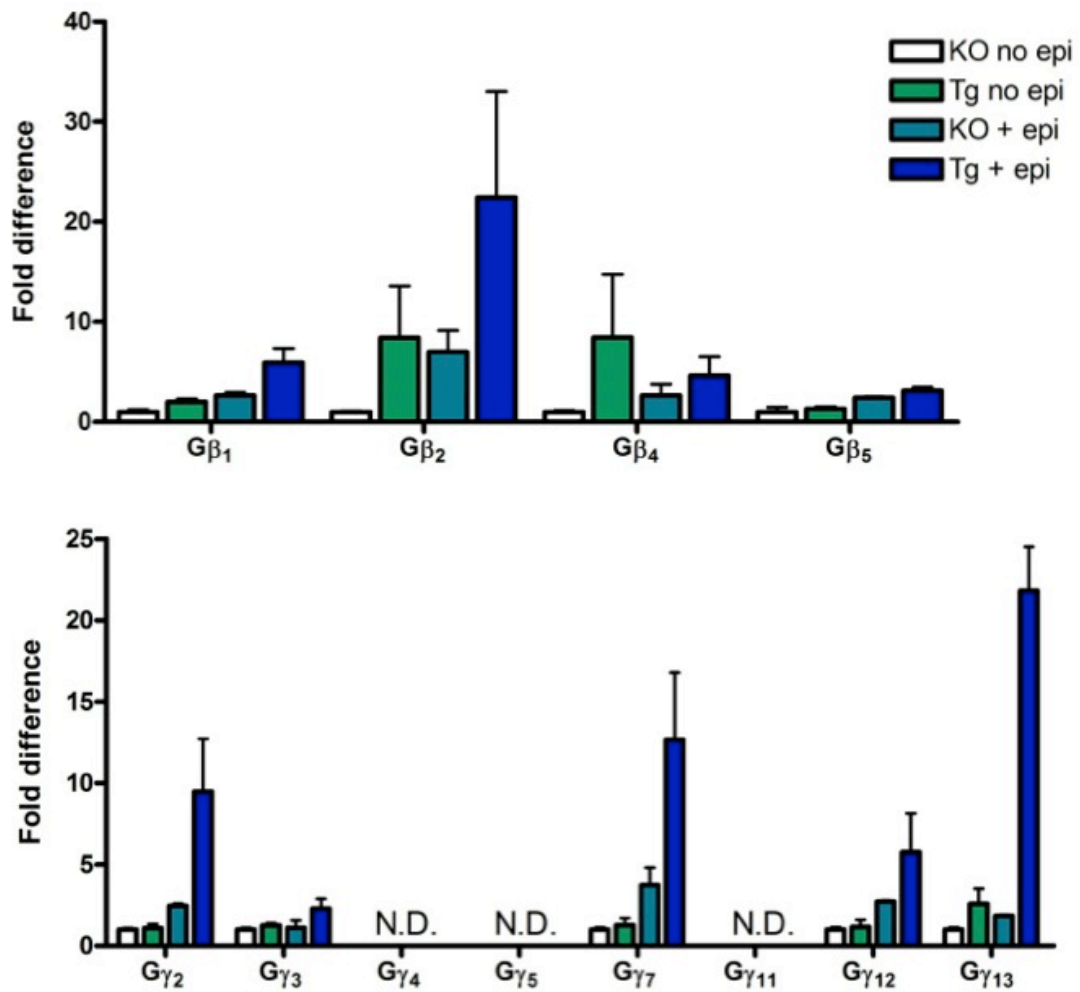 Fold difference
40
30
20
10
0
KO no epi
Tg no epi
KO + epi
Tg + epi
Gβ₁
Gβ₂
Gβ₄
Gβ₅
Fold difference
25
20
15
10
5
0
N.D.
N.D.
N.D.
Gγ₂
Gγ₃
Gγ₄
Gγ₅
Gγ₇
Gγ₁₁
Gγ₁₂
Gγ₁₃